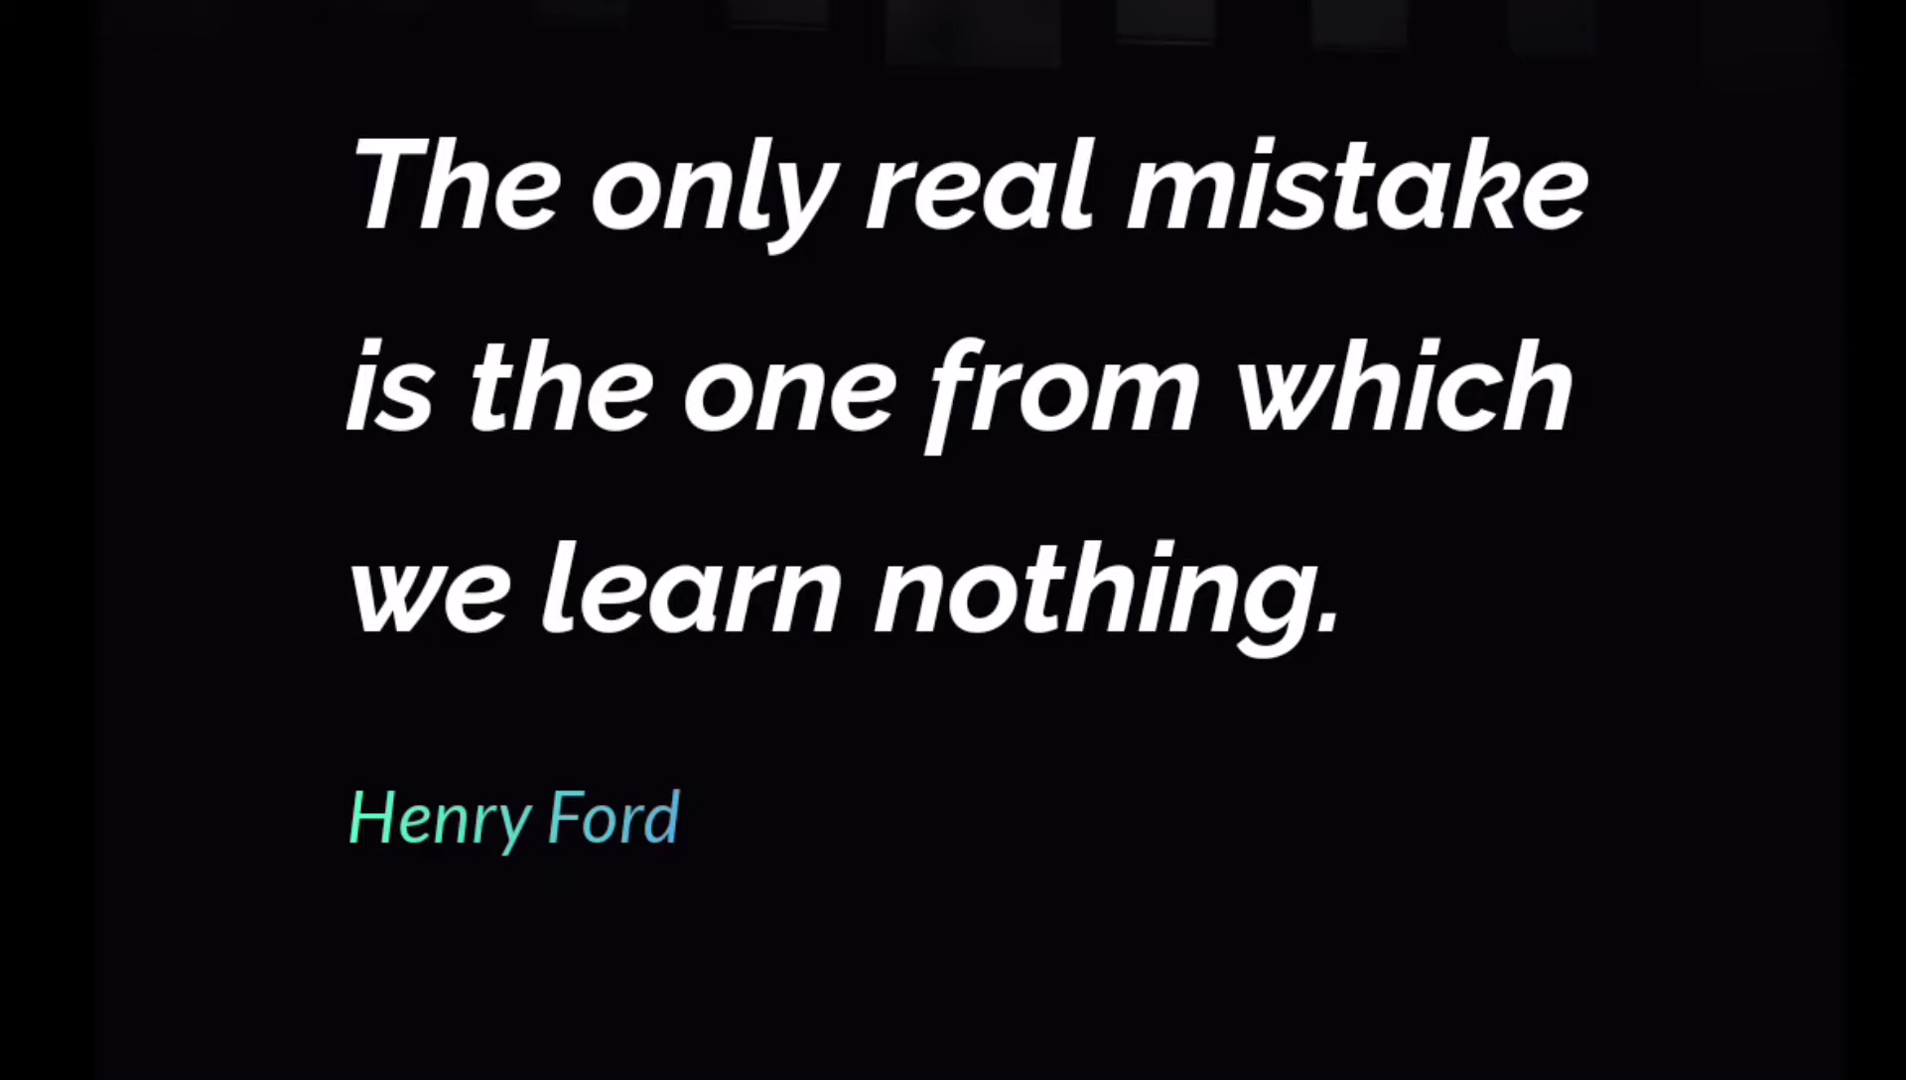 The only real mistake
is the one from which
we learn nothing.
Henry Ford